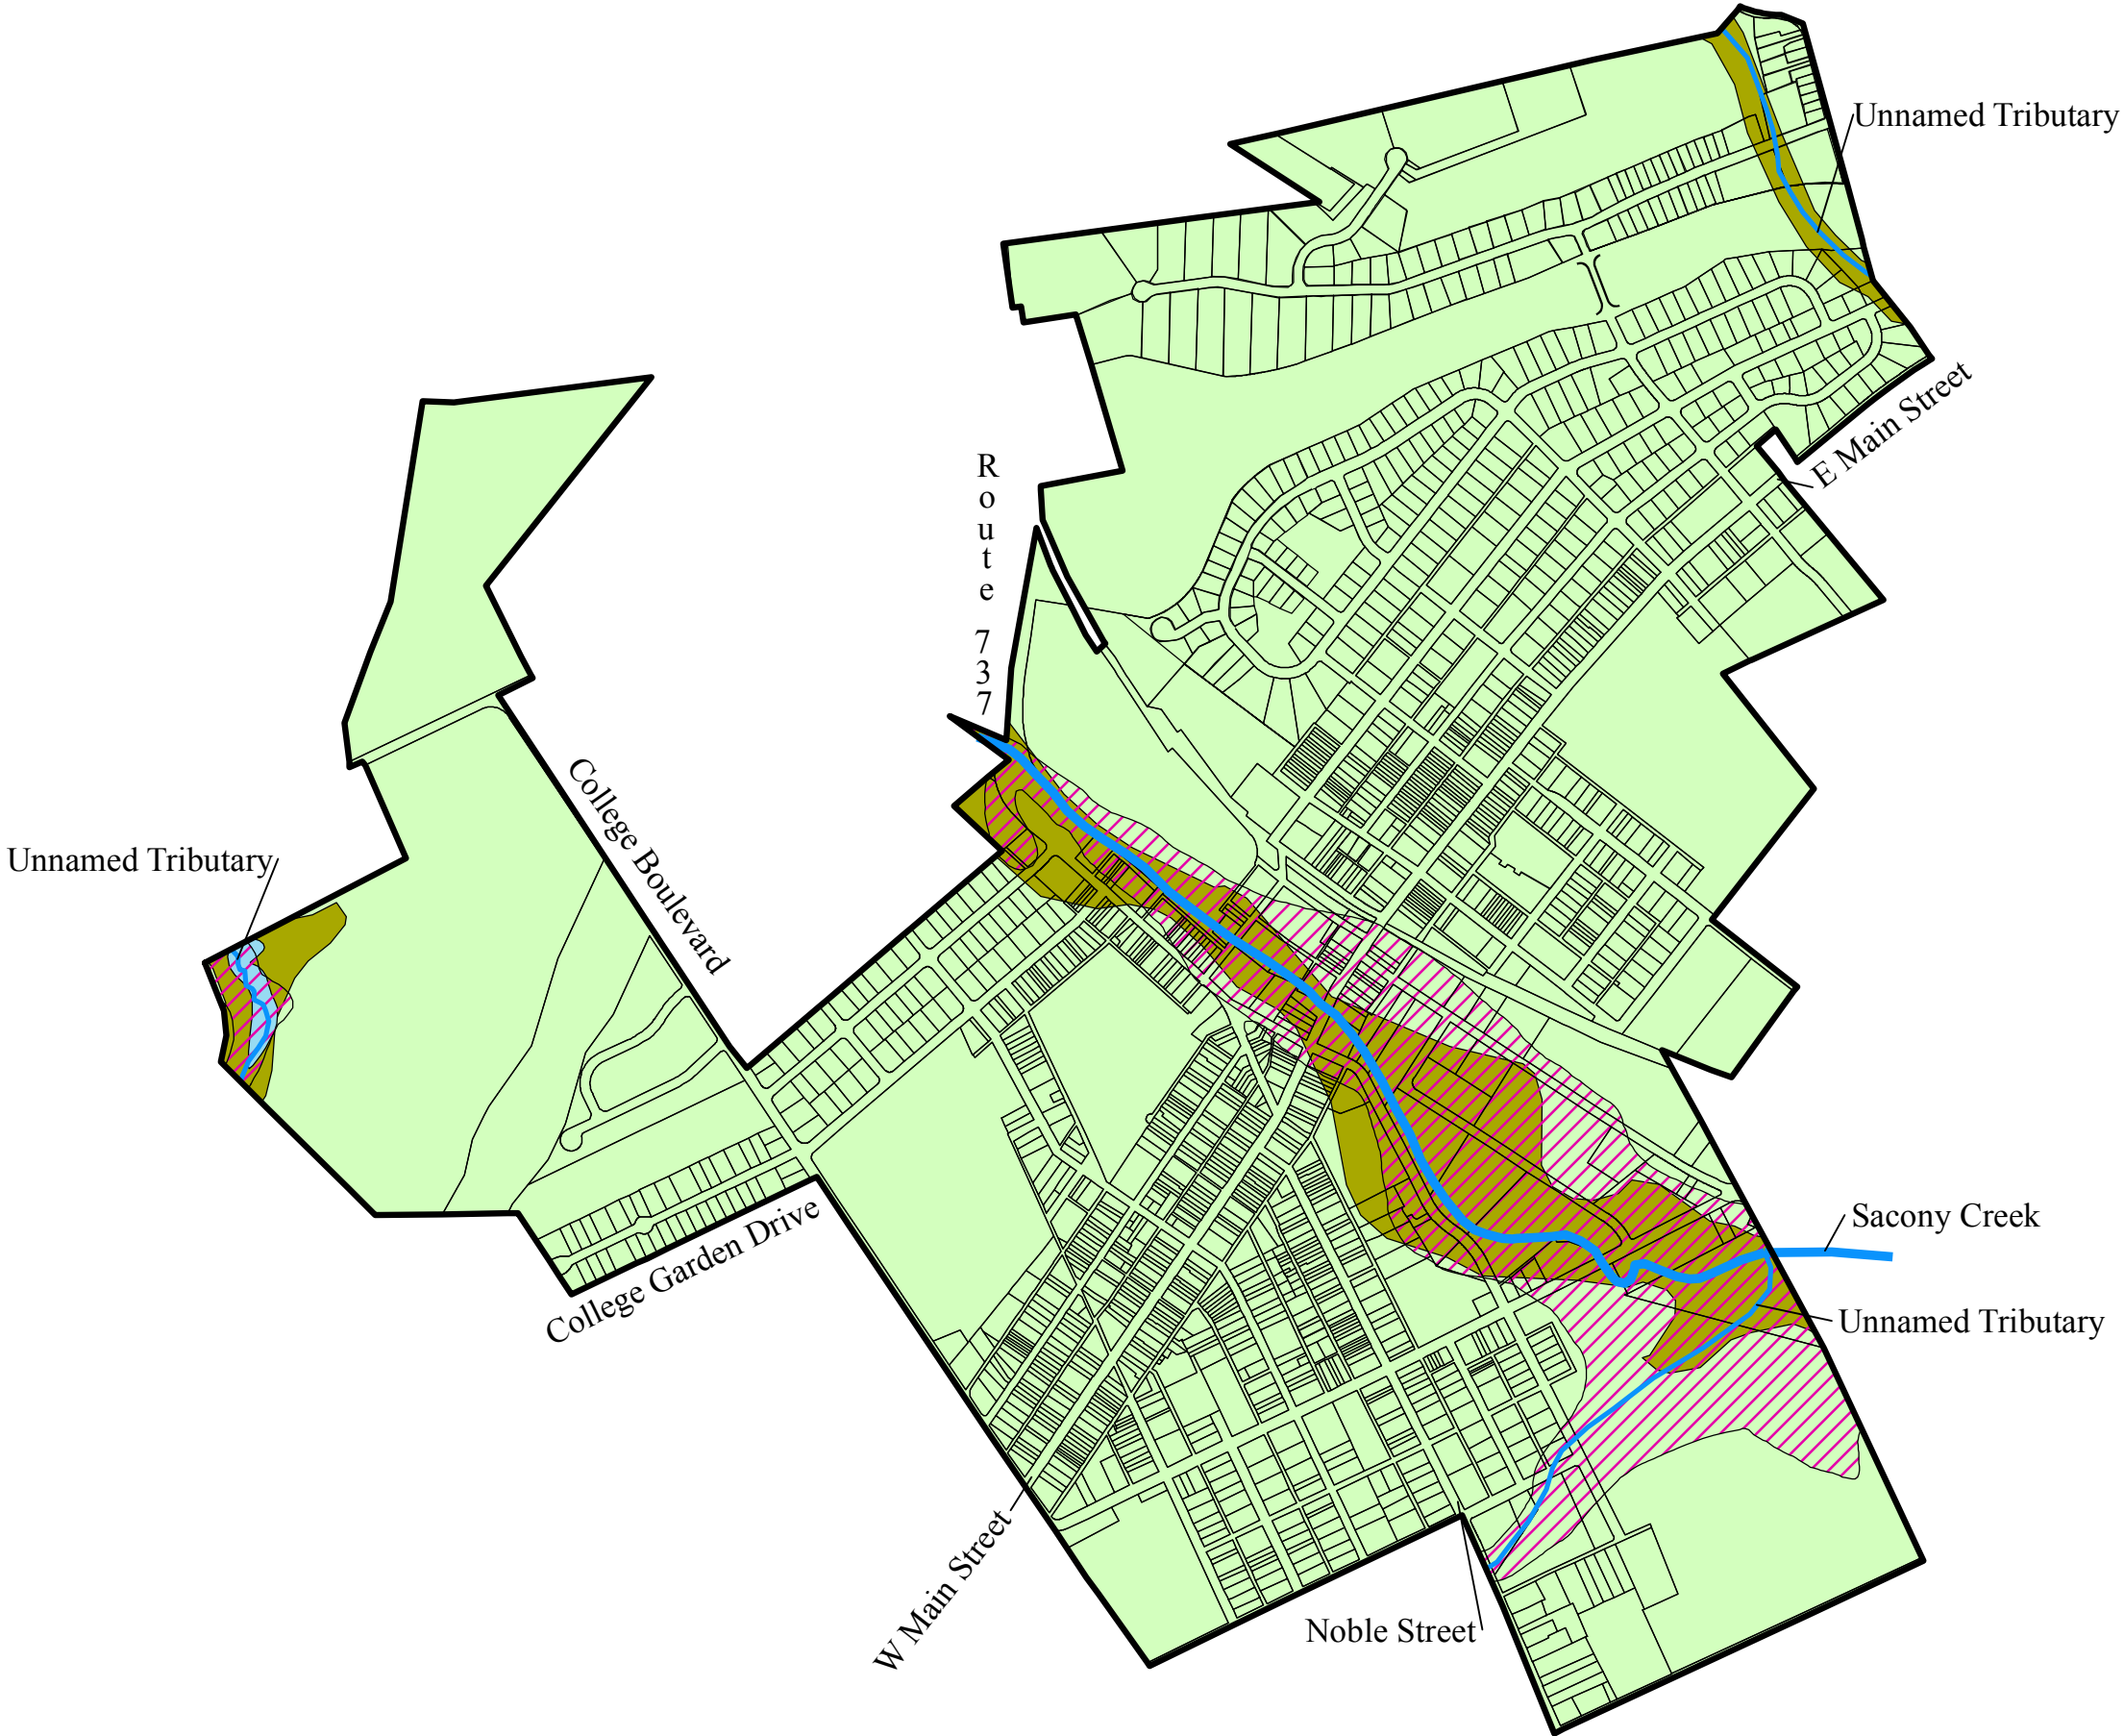 Unnamed Tributary
E Main Street
Route 737
College Boulevard
Unnamed Tributary
College Garden Drive
Sacony Creek
Unnamed Tributary
W Main Street
Noble Street